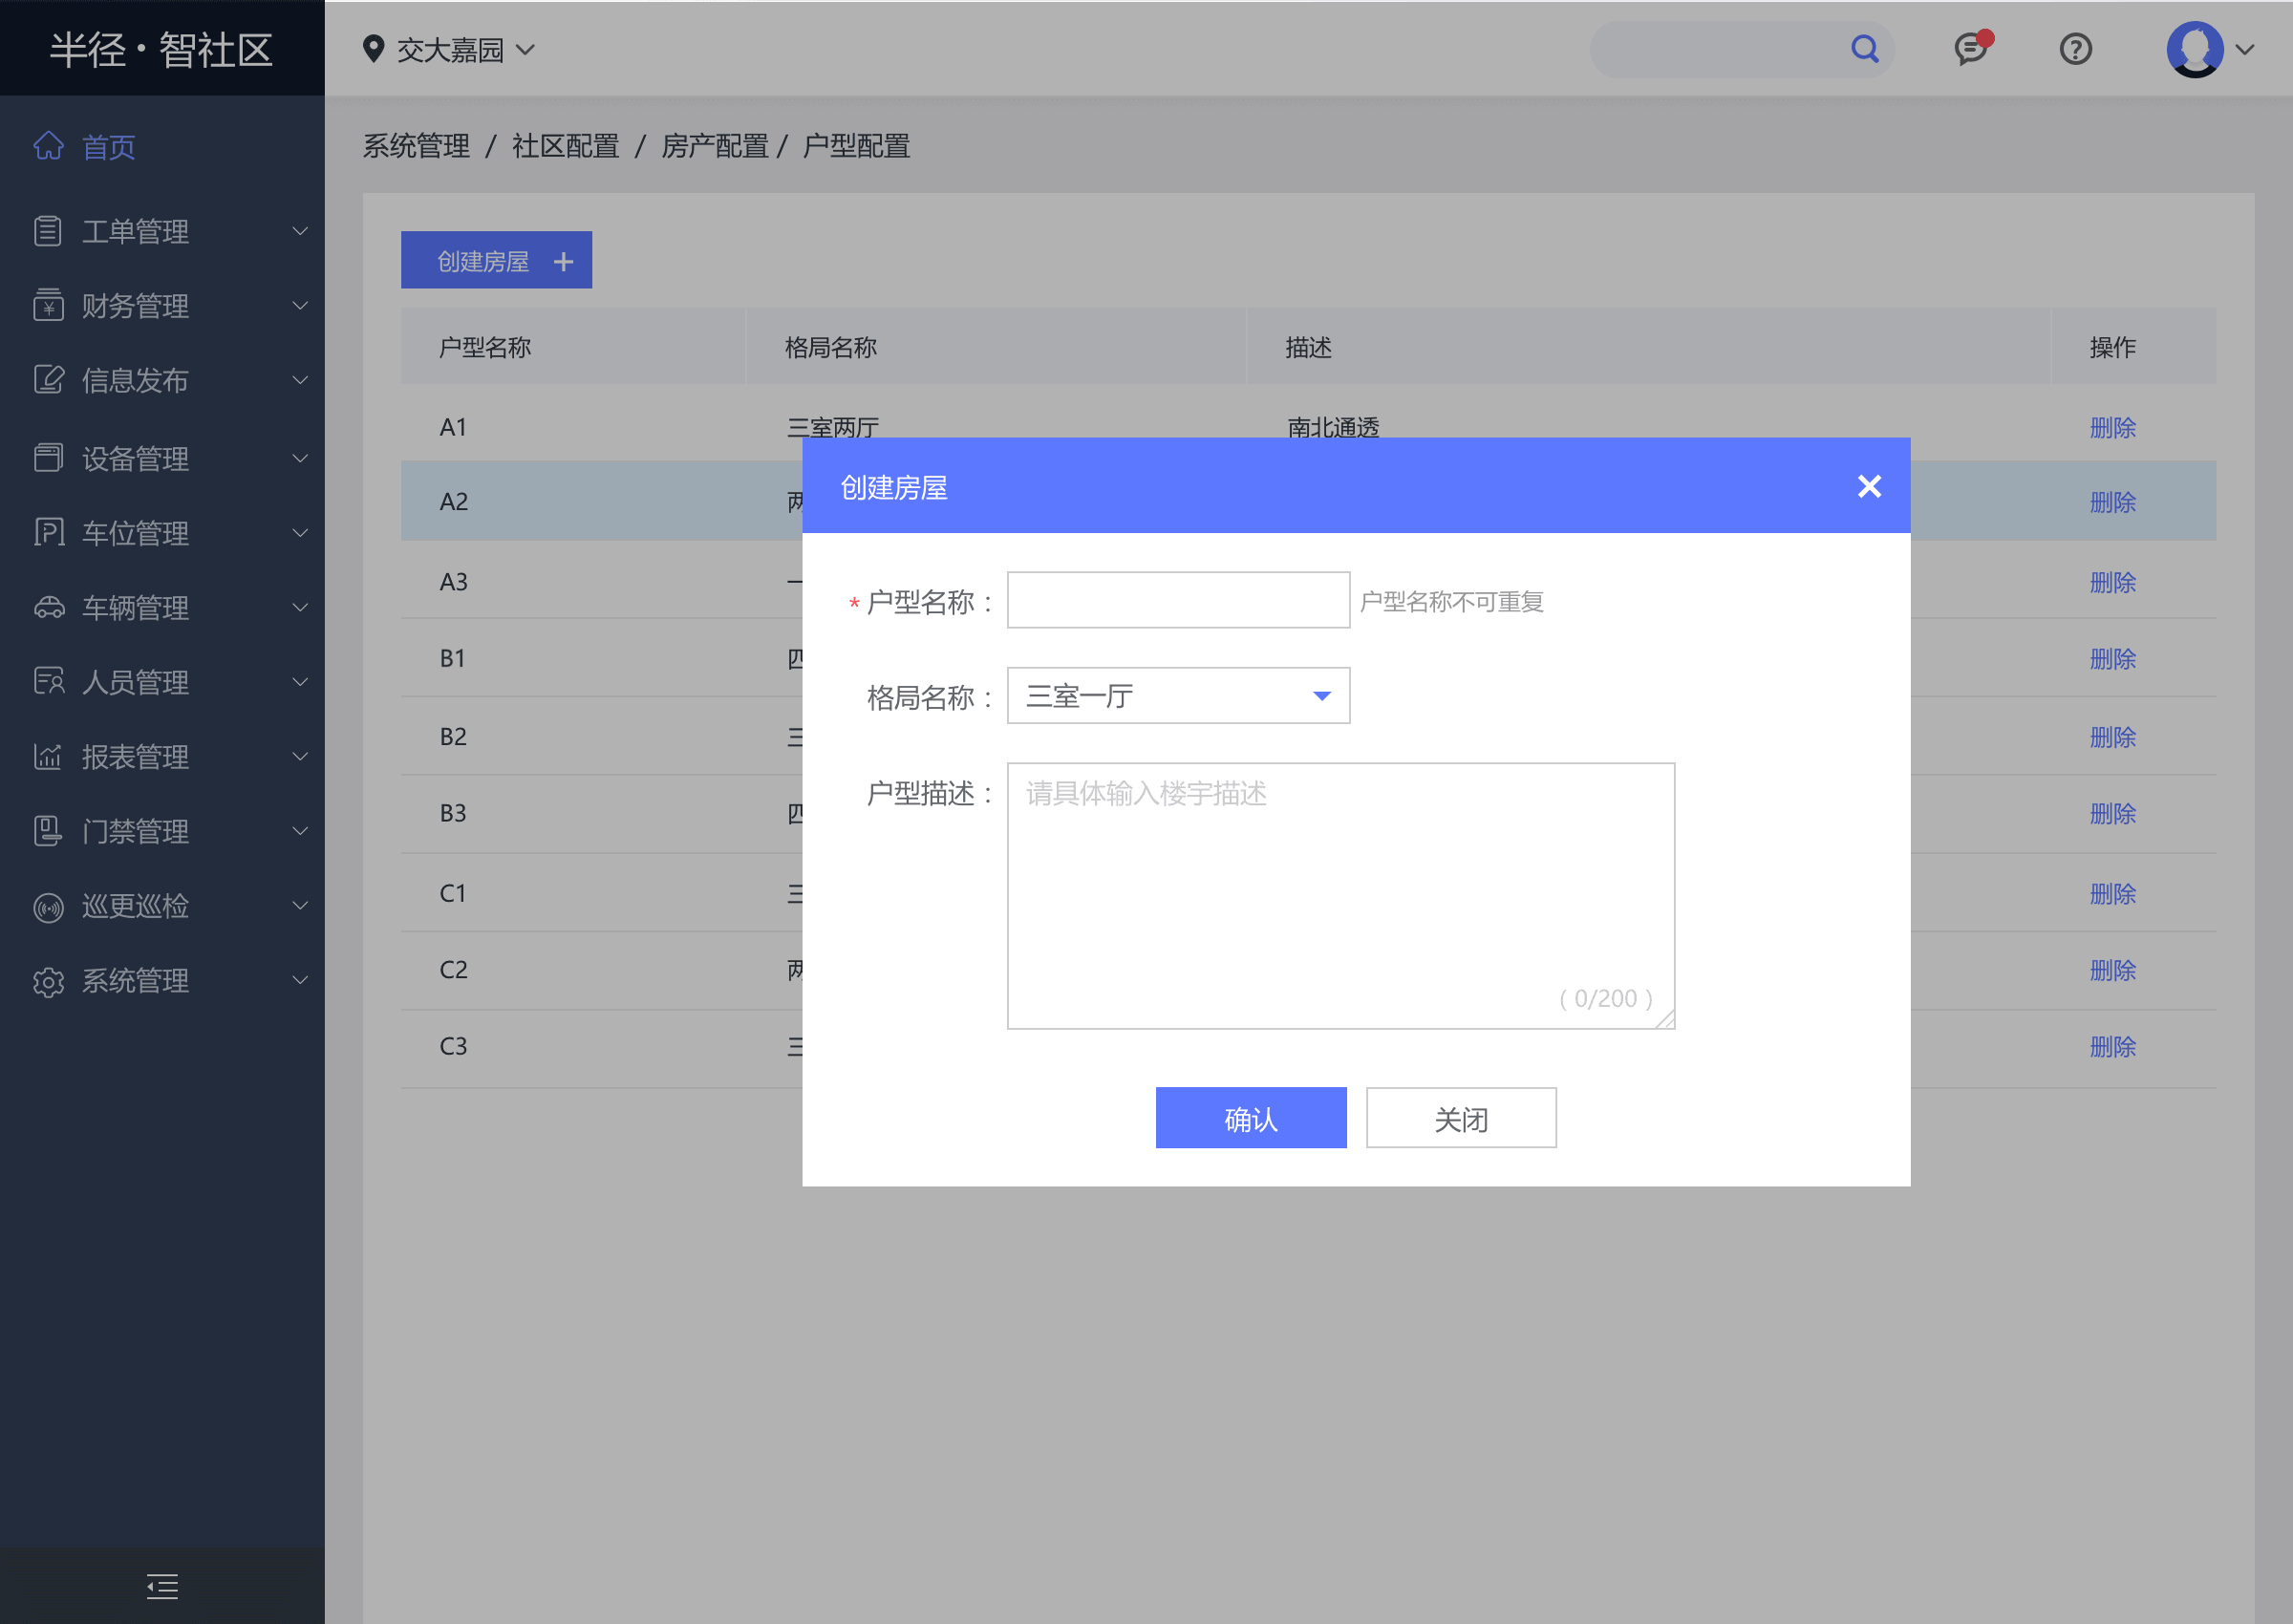 半径·智社区
交大嘉园
首页
工单管理
财务管理
信息发布
设备管理
车位管理
车辆管理
人员管理
报表管理
门禁管理
巡更巡检
系统管理
系统管理 / 社区配置 / 房产配置 / 户型配置
创建房屋 +
户型名称 格局名称 描述 操作
A1 三室两厅 南北通透 删除
A2 两 删除
A3 一 删除
B1 四 删除
B2 三 删除
B3 四 删除
C1 三 删除
C2 两 删除
C3 三 删除
创建房屋
* 户型名称： 户型名称不可重复
格局名称： 三室一厅
户型描述： 请具体输入楼宇描述
( 0/200 )
确认 关闭